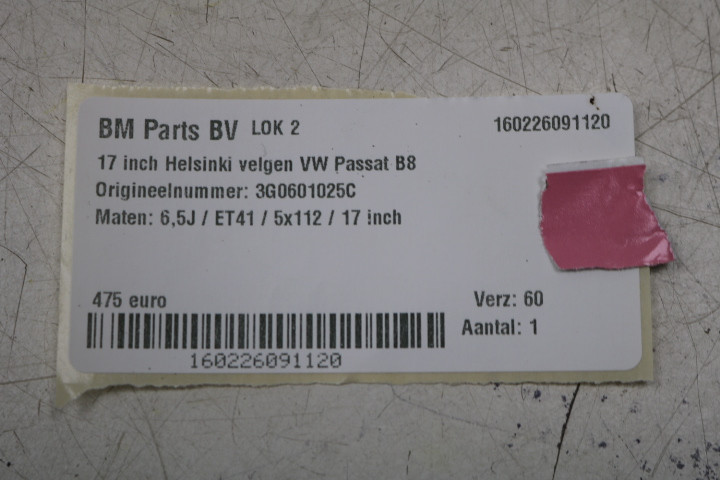 BM Parts BV LOK 2 160226091120
17 inch Helsinki velgen VW Passat B8
Origineelnummer: 3G0601025C
Maten: 6,5J / ET41 / 5x112 / 17 inch
475 euro Verz: 60
Aantal: 1
160226091120